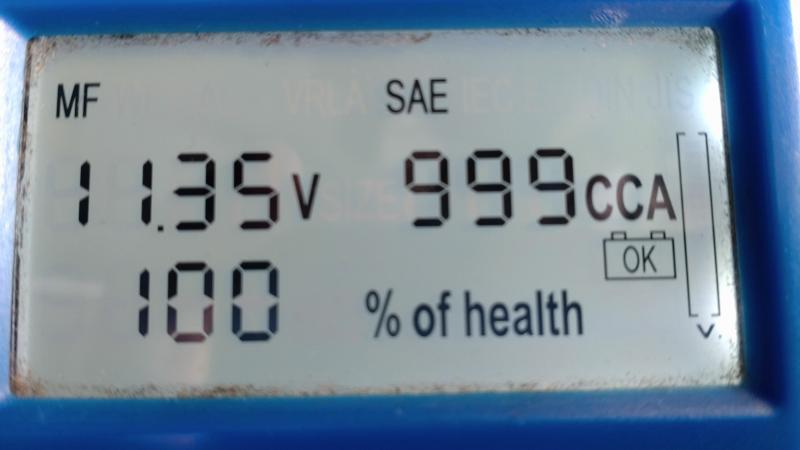 MF SAE
11.35V 999CCA
OK
100 % of health